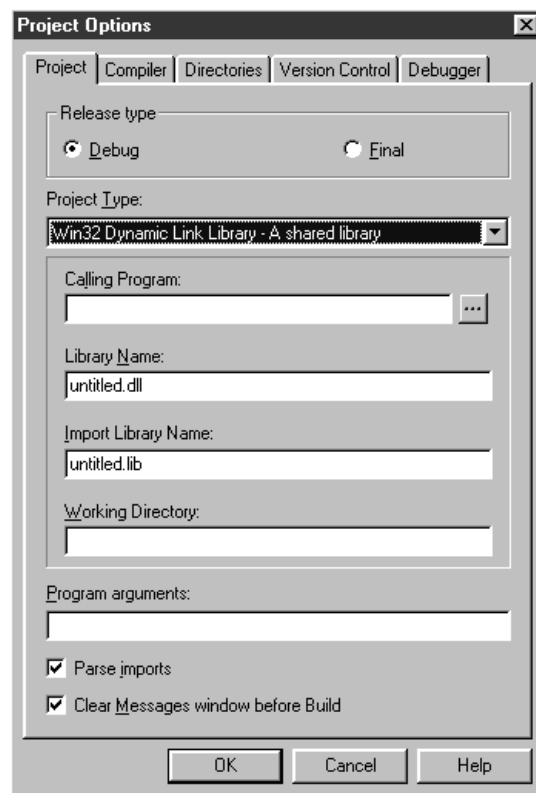 Project Options
Project Compiler Directories Version Control Debugger
Release type
Debug Final
Project Type:
Win32 Dynamic Link Library - A shared library
Calling Program:
...
Library Name:
untitled.dll
Import Library Name:
untitled.lib
Working Directory:
Program arguments:
Parse imports
Clear Messages window before Build
OK Cancel Help